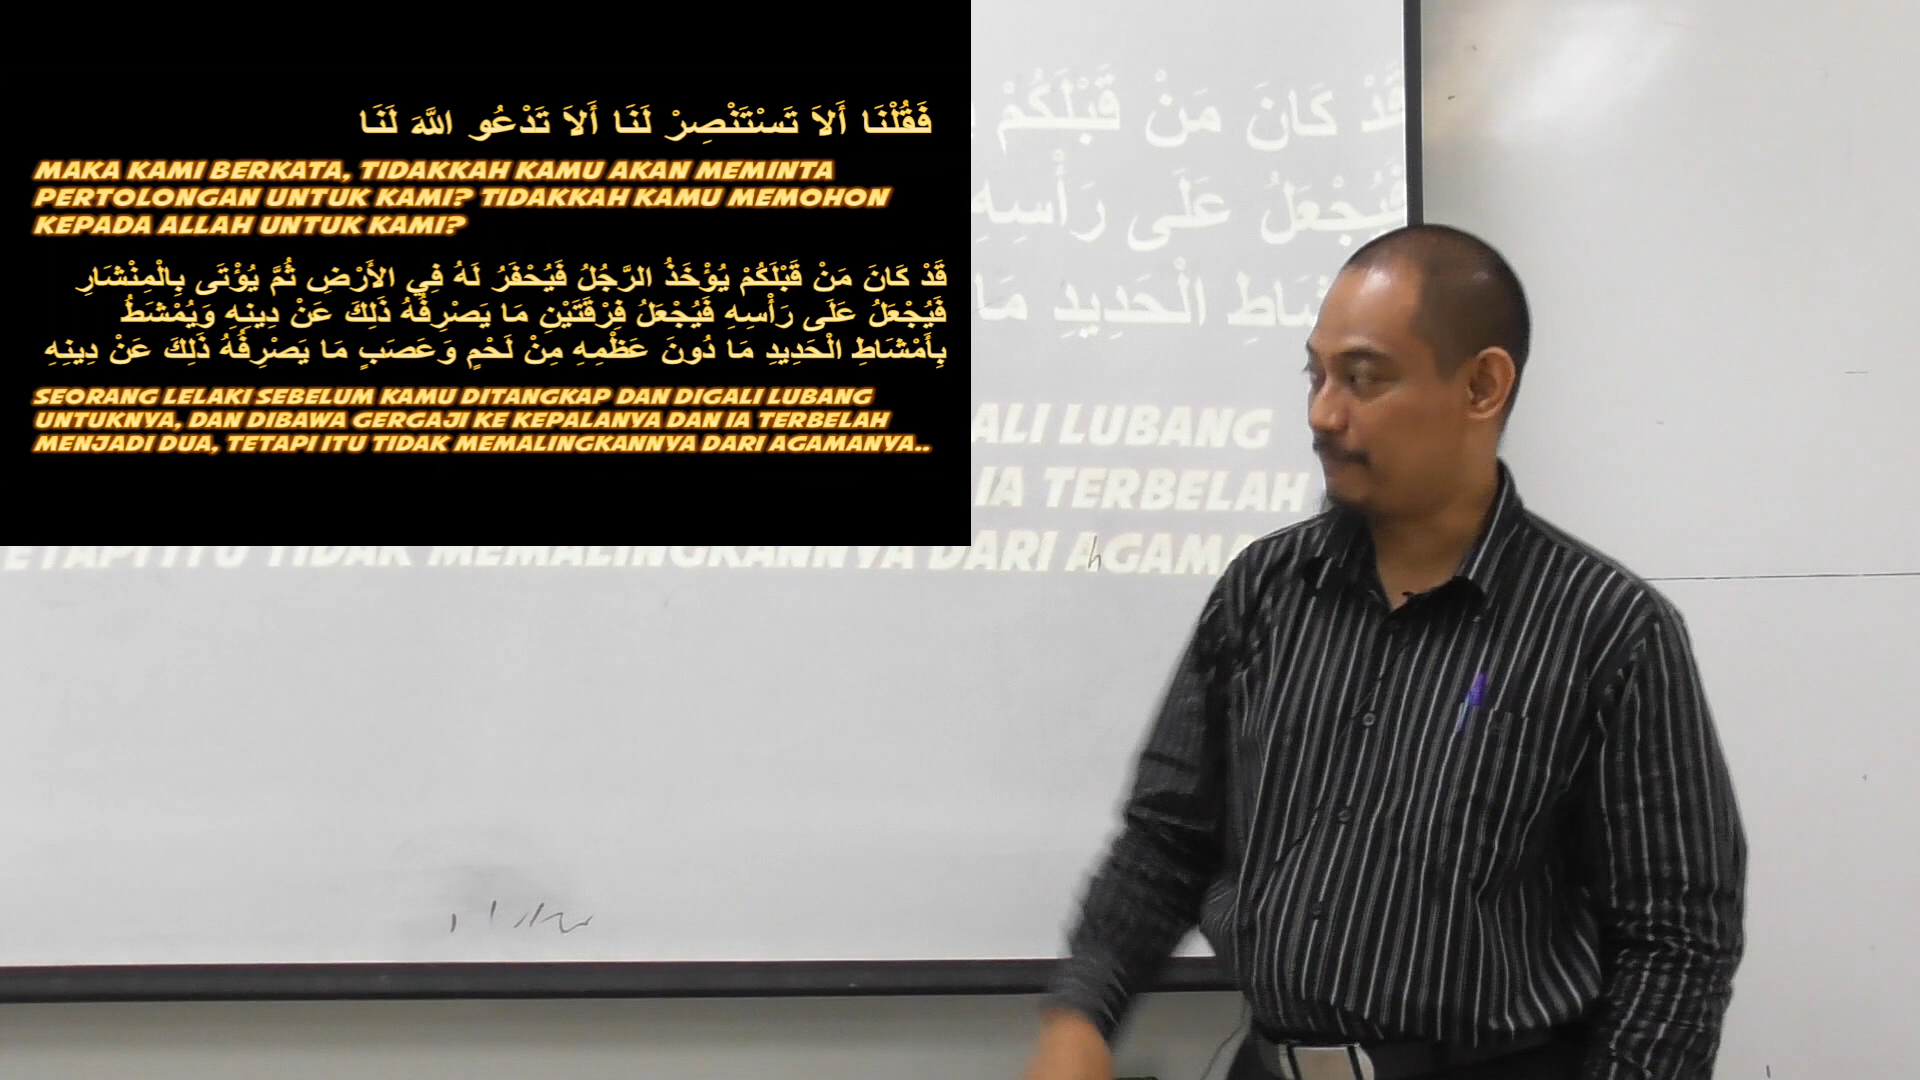 فَقُلْنَا أَلاَ تَسْتَنْصِرْ لَنَا أَلاَ تَدْعُو اللَّهَ لَنَا
MAKA KAMI BERKATA, TIDAKKAH KAMU AKAN MEMINTA
PERTOLONGAN UNTUK KAMI? TIDAKKAH KAMU MEMOHON
KEPADA ALLAH UNTUK KAMI?
قَدْ كَانَ مَنْ قَبْلَكُمْ يُؤْخَذُ الرَّجُلُ فَيُحْفَرُ لَهُ فِي الأَرْضِ ثُمَّ يُؤْتَى بِالْمِنْشَارِ
فَيُجْعَلُ عَلَى رَأْسِهِ فَيُجْعَلُ فِرْقَتَيْنِ مَا يَصْرِفُهُ ذَلِكَ عَنْ دِينِهِ وَيُمْشَطُ
بِأَمْشَاطِ الْحَدِيدِ مَا دُونَ عَظْمِهِ مِنْ لَحْمٍ وَعَصَبٍ مَا يَصْرِفُهُ ذَلِكَ عَنْ دِينِهِ
SEORANG LELAKI SEBELUM KAMU DITANGKAP DAN DIGALI LUBANG
UNTUKNYA, DAN DIBAWA GERGAJI KE KEPALANYA DAN IA TERBELAH
MENJADI DUA, TETAPI ITU TIDAK MEMALINGKANNYA DARI AGAMANYA..
قَدْ كَانَ مَنْ قَبْلَكُمْ
فَيُجْعَلُ عَلَى رَأْسِهِ
شَاطِ الْحَدِيدِ مَا
ALI LUBANG
IA TERBELAH
ETAPI ITU TIDAK MEMALINGKANNYA DARI AGAMA
h